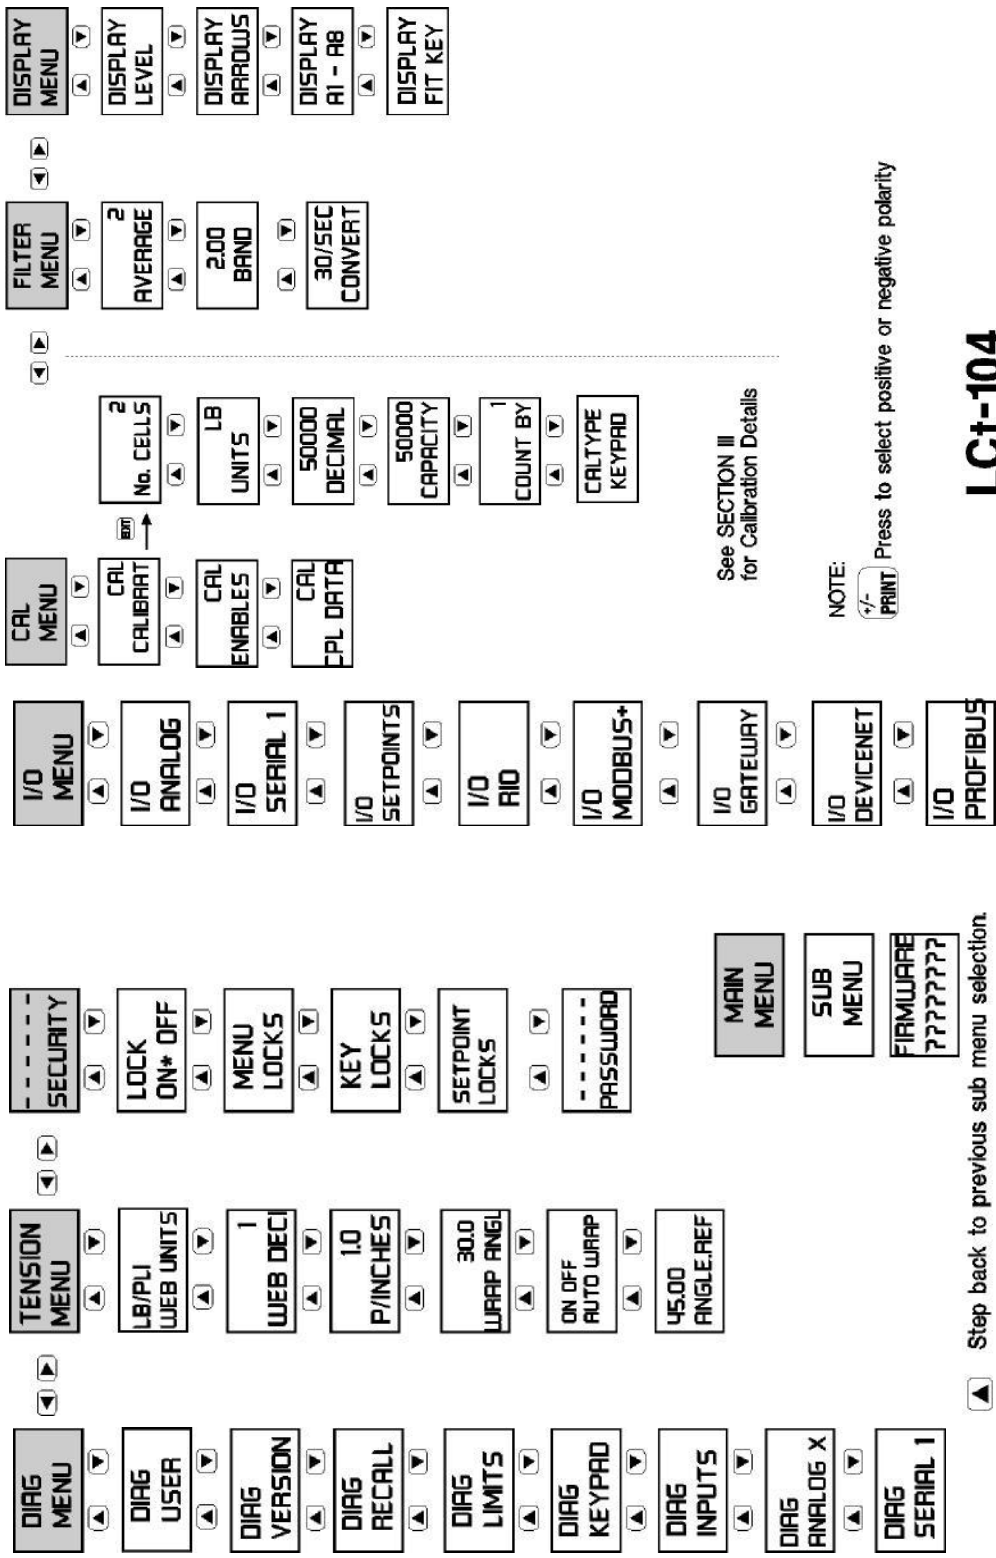 DIAG
MENU
DIAG
USER
DIAG
VERSION
DIAG
RECALL
DIAG
LIMITS
DIAG
KEYPAD
DIAG
INPUTS
DIAG
ANALOG X
DIAG
SERIAL 1
TENSION
MENU
LB/PLI
WEB UNITS
1
WEB DECI
1.0
P/INCHES
30.0
WRAP ANGL
ON OFF
AUTO WRAP
45.00
ANGLE.REF
- - - - - -
SECURITY
LOCK
ON* OFF
MENU
LOCKS
KEY
LOCKS
SETPOINT
LOCKS
- - - - - -
PASSWORD
MAIN
MENU
SUB
MENU
FIRMWARE
????????
Step back to previous sub menu selection.
I/O
MENU
I/O
ANALOG
I/O
SERIAL 1
I/O
SETPOINTS
I/O
RIO
I/O
MODBUS+
I/O
GATEWAY
I/O
DEVICENET
I/O
PROFIBUS
CAL
MENU
CAL
CALIBRAT
CAL
ENABLES
CAL
CPL DATA
EDIT
2
No. CELLS
LB
UNITS
50000
DECIMAL
50000
CAPACITY
1
COUNT BY
CALTYPE
KEYPAD
See SECTION III
for Calibration Details
NOTE:
+/-
PRINT Press to select positive or negative polarity
FILTER
MENU
2
AVERAGE
2.00
BAND
30/SEC
CONVERT
DISPLAY
MENU
DISPLAY
LEVEL
DISPLAY
ARROWS
DISPLAY
A1 - A8
DISPLAY
FIT KEY
LCt-104